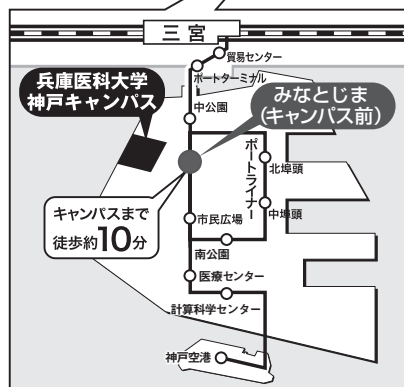 三宮
貿易センター
ポートターミナル
兵庫医科大学
神戸キャンパス
中公園
みなとじま
(キャンパス前)
ポートライナー
北埠頭
キャンパスまで
徒歩約10分
市民広場
中埠頭
南公園
医療センター
計算科学センター
神戸空港